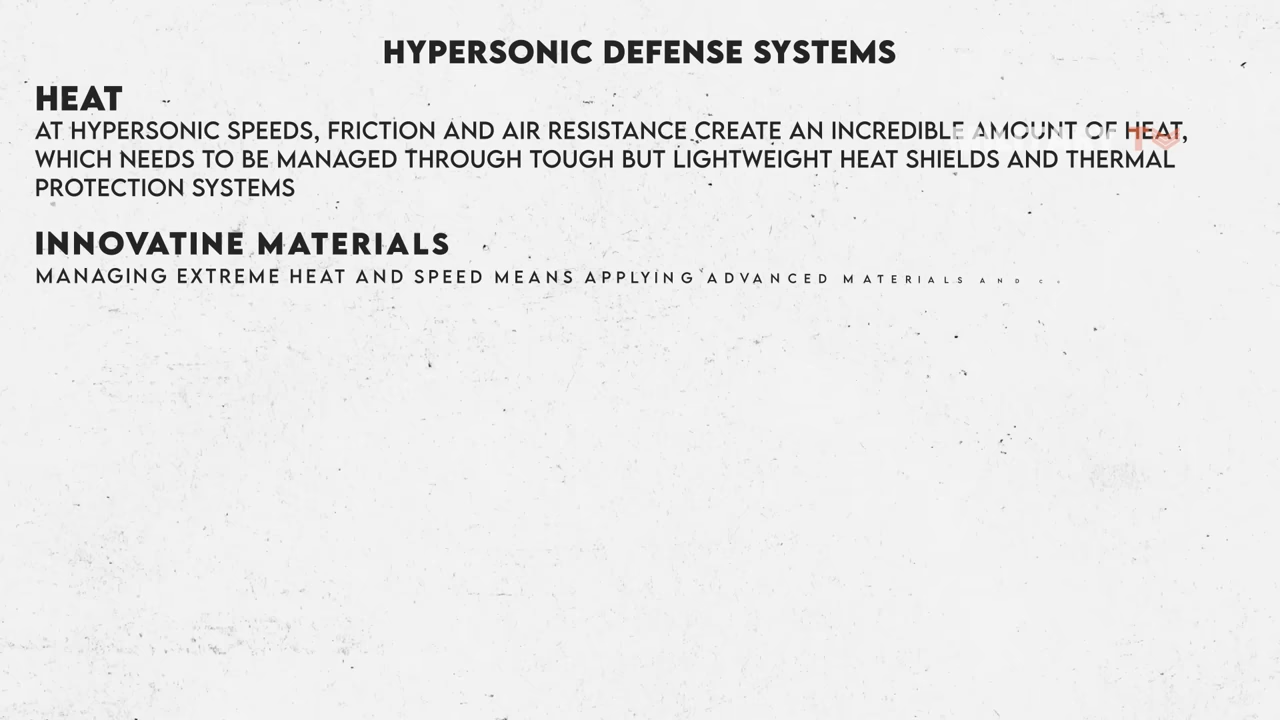 HYPERSONIC DEFENSE SYSTEMS
HEAT
AT HYPERSONIC SPEEDS, FRICTION AND AIR RESISTANCE CREATE AN INCREDIBLE AMOUNT OF HEAT,
WHICH NEEDS TO BE MANAGED THROUGH TOUGH BUT LIGHTWEIGHT HEAT SHIELDS AND THERMAL
PROTECTION SYSTEMS
INNOVATINE MATERIALS
MANAGING EXTREME HEAT AND SPEED MEANS APPLYING ADVANCED MATERIALS AND